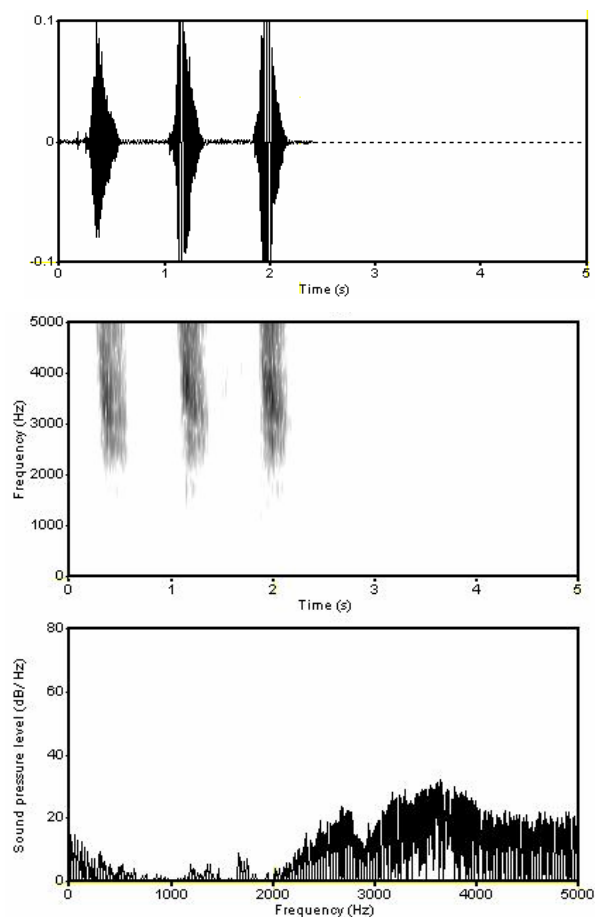 0.1
0
-0.1
0 1 2 3 4 5
Time (s)
5000
4000
3000
2000
1000
0
Frequency (Hz)
0 1 2 3 4 5
Time (s)
80
60
40
20
0
Sound pressure level (dB/Hz)
0 1000 2000 3000 4000 5000
Frequency (Hz)